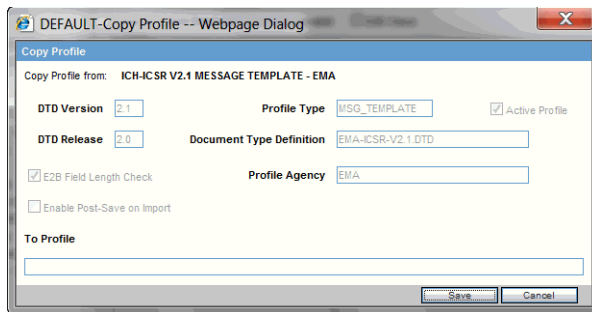 DEFAULT-Copy Profile -- Webpage Dialog
Copy Profile
Copy Profile from: ICH-ICSR V2.1 MESSAGE TEMPLATE - EMA
DTD Version 2.1 Profile Type MSG_TEMPLATE Active Profile
DTD Release 2.0 Document Type Definition EMA-ICSR-V2.1.DTD
E2B Field Length Check Profile Agency EMA
Enable Post-Save on Import
To Profile
Save Cancel